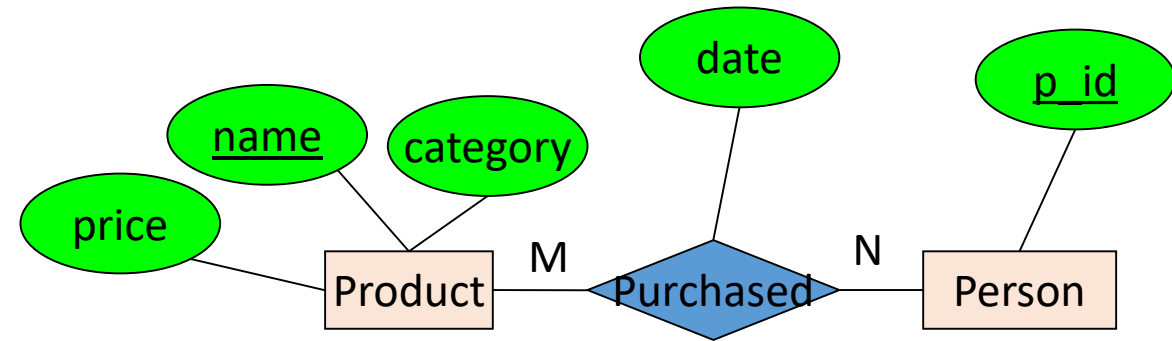 date
p_id
name
category
price
M
N
Product
Purchased
Person